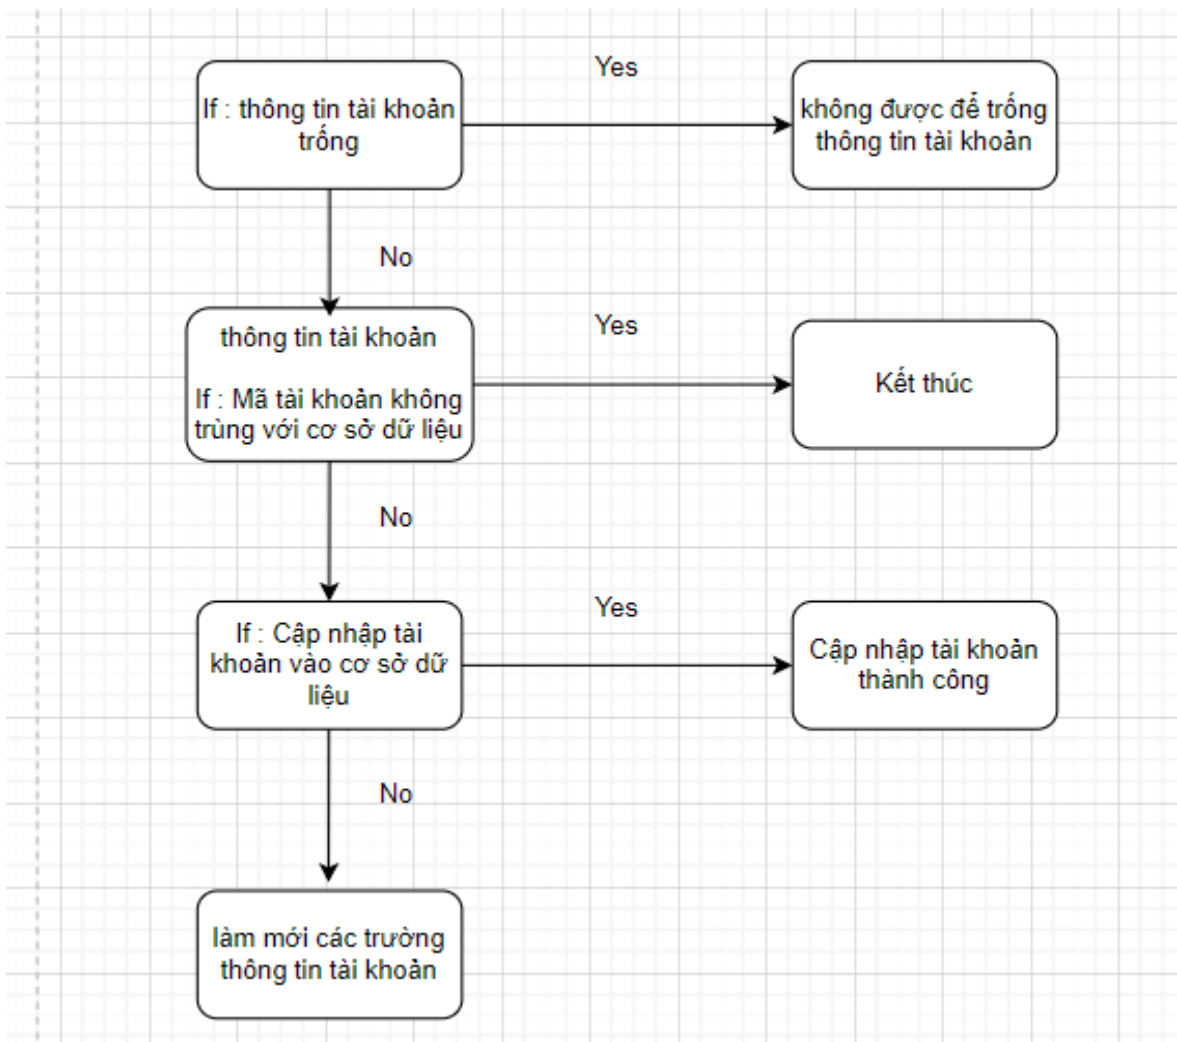 If : thông tin tài khoản
trống
Yes
không được để trống
thông tin tài khoản
No
thông tin tài khoản
If : Mã tài khoản không
trùng với cơ sở dữ liệu
Yes
Kết thúc
No
If : Cập nhập tài
khoản vào cơ sở dữ
liệu
Yes
Cập nhập tài khoản
thành công
No
làm mới các trường
thông tin tài khoản